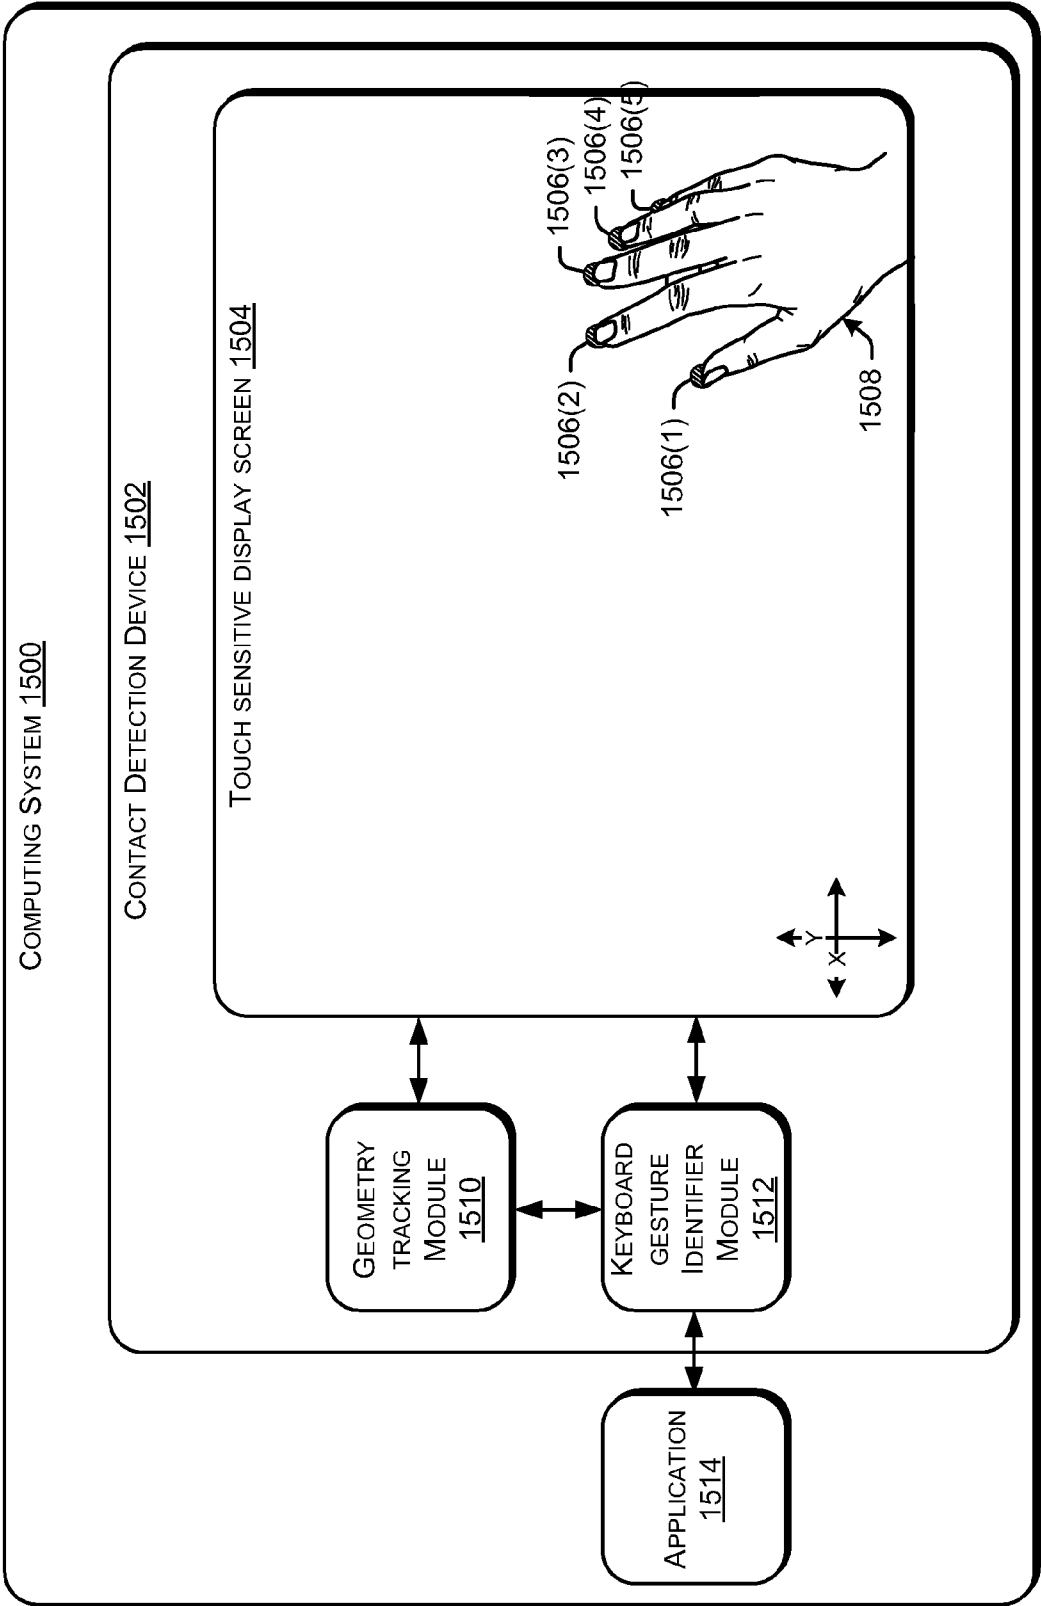 COMPUTING SYSTEM 1500
CONTACT DETECTION DEVICE 1502
TOUCH SENSITIVE DISPLAY SCREEN 1504
GEOMETRY
TRACKING
MODULE
1510
KEYBOARD
GESTURE
IDENTIFIER
MODULE
1512
APPLICATION
1514
Y
X
1506(1)
1506(2)
1506(3)
1506(4)
1506(5)
1508